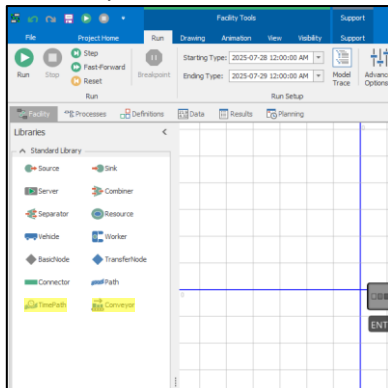 Facility Tools Support
File Project Home Run Drawing Animation View Visibility Support
Run Stop Step Fast-Forward Reset Breakpoint Starting Type: 2025-07-28 12:00:00 AM Ending Type: 2025-07-29 12:00:00 AM Model Trace Advanc Options
Run Run Setup
Facility Processes Definitions Data Results Planning
Libraries
Standard Library
Source Sink
Server Combiner
Separator Resource
Vehicle Worker
BasicNode TransferNode
Connector Path
TimePath Conveyor
ENT